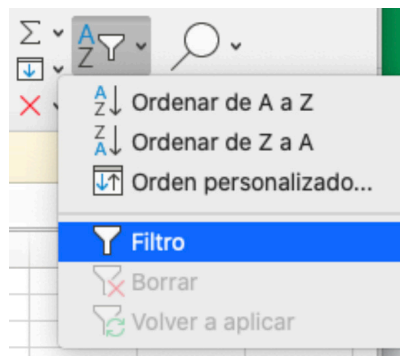 Ordenar de A a Z
Ordenar de Z a A
Orden personalizado...
Filtro
Borrar
Volver a aplicar